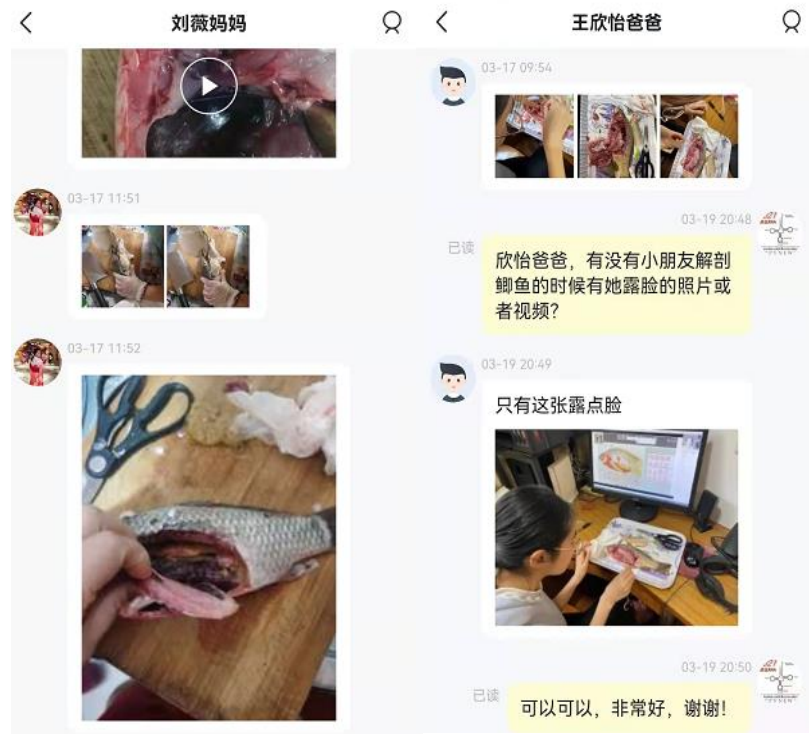 刘薇妈妈
03-17 11:51
03-17 11:52
王欣怡爸爸
03-17 09:54
03-19 20:48
已读
欣怡爸爸，有没有小朋友解剖
鲫鱼的时候有她露脸的照片或
者视频？
03-19 20:49
只有这张露点脸
03-19 20:50
已读
可以可以，非常好，谢谢！